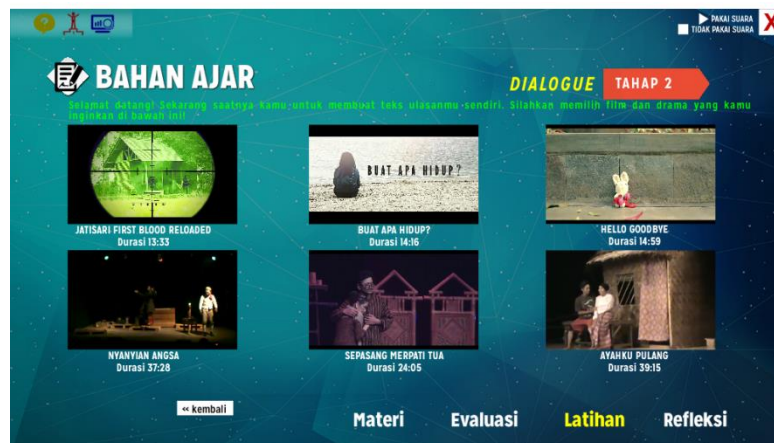 PAKAI SUARA
TIDAK PAKAI SUARA
X
BAHAN AJAR
DIALOGUE
TAHAP 2
Selamat datang! Sekarang saatnya Kamu untuk membuat teks ulasanmu sendiri. Silahkan memilih film dan drama yang kamu
inginkan di bawah ini!
BUAT APA HIDUP?
JATISARI FIRST BLOOD RELOADED
Durasi 13:33
BUAT APA HIDUP?
Durasi 14:16
HELLO GOODBYE
Durasi 14:59
NYANYIAN ANGSA
Durasi 37:28
SEPASANG MERPATI TUA
Durasi 24:05
AYAHKU PULANG
Durasi 39:15
« kembali
Materi
Evaluasi
Latihan
Refleksi